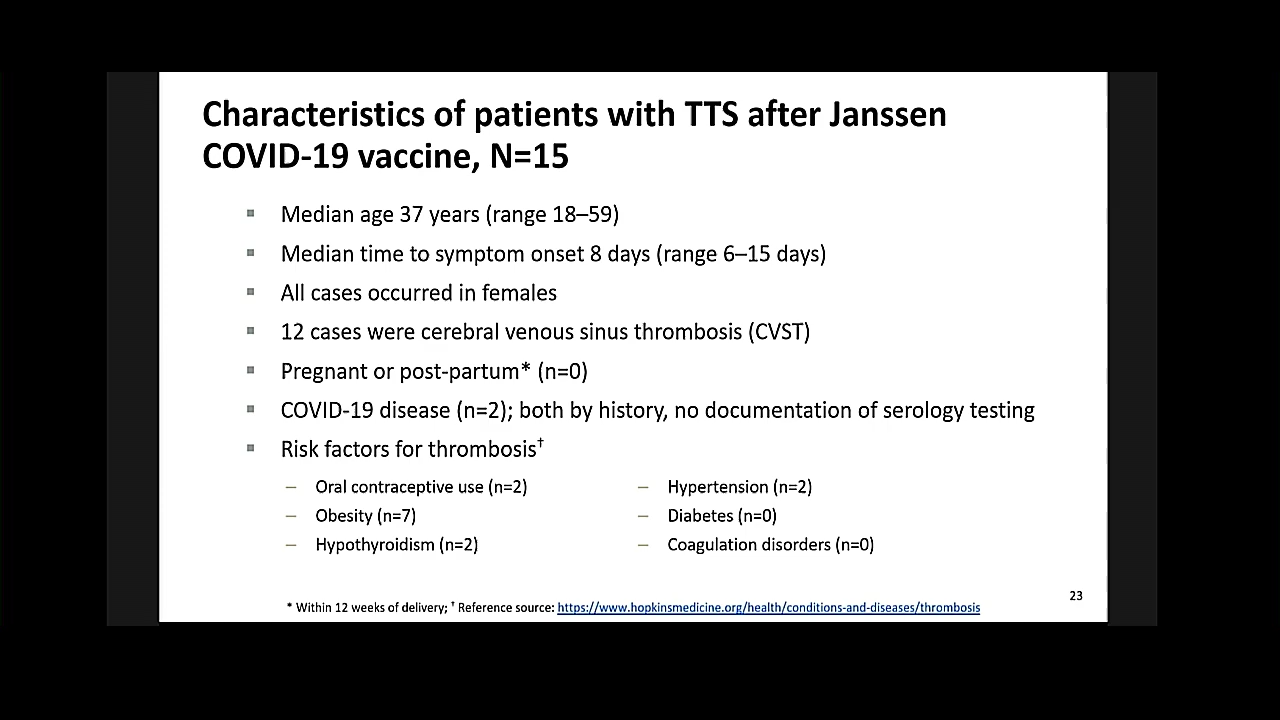 Characteristics of patients with TTS after Janssen
COVID-19 vaccine, N=15
▪ Median age 37 years (range 18–59)
▪ Median time to symptom onset 8 days (range 6–15 days)
▪ All cases occurred in females
▪ 12 cases were cerebral venous sinus thrombosis (CVST)
▪ Pregnant or post-partum* (n=0)
▪ COVID-19 disease (n=2); both by history, no documentation of serology testing
▪ Risk factors for thrombosis†
– Oral contraceptive use (n=2)
– Obesity (n=7)
– Hypothyroidism (n=2)
– Hypertension (n=2)
– Diabetes (n=0)
– Coagulation disorders (n=0)
* Within 12 weeks of delivery; † Reference source: https://www.hopkinsmedicine.org/health/conditions-and-diseases/thrombosis
23